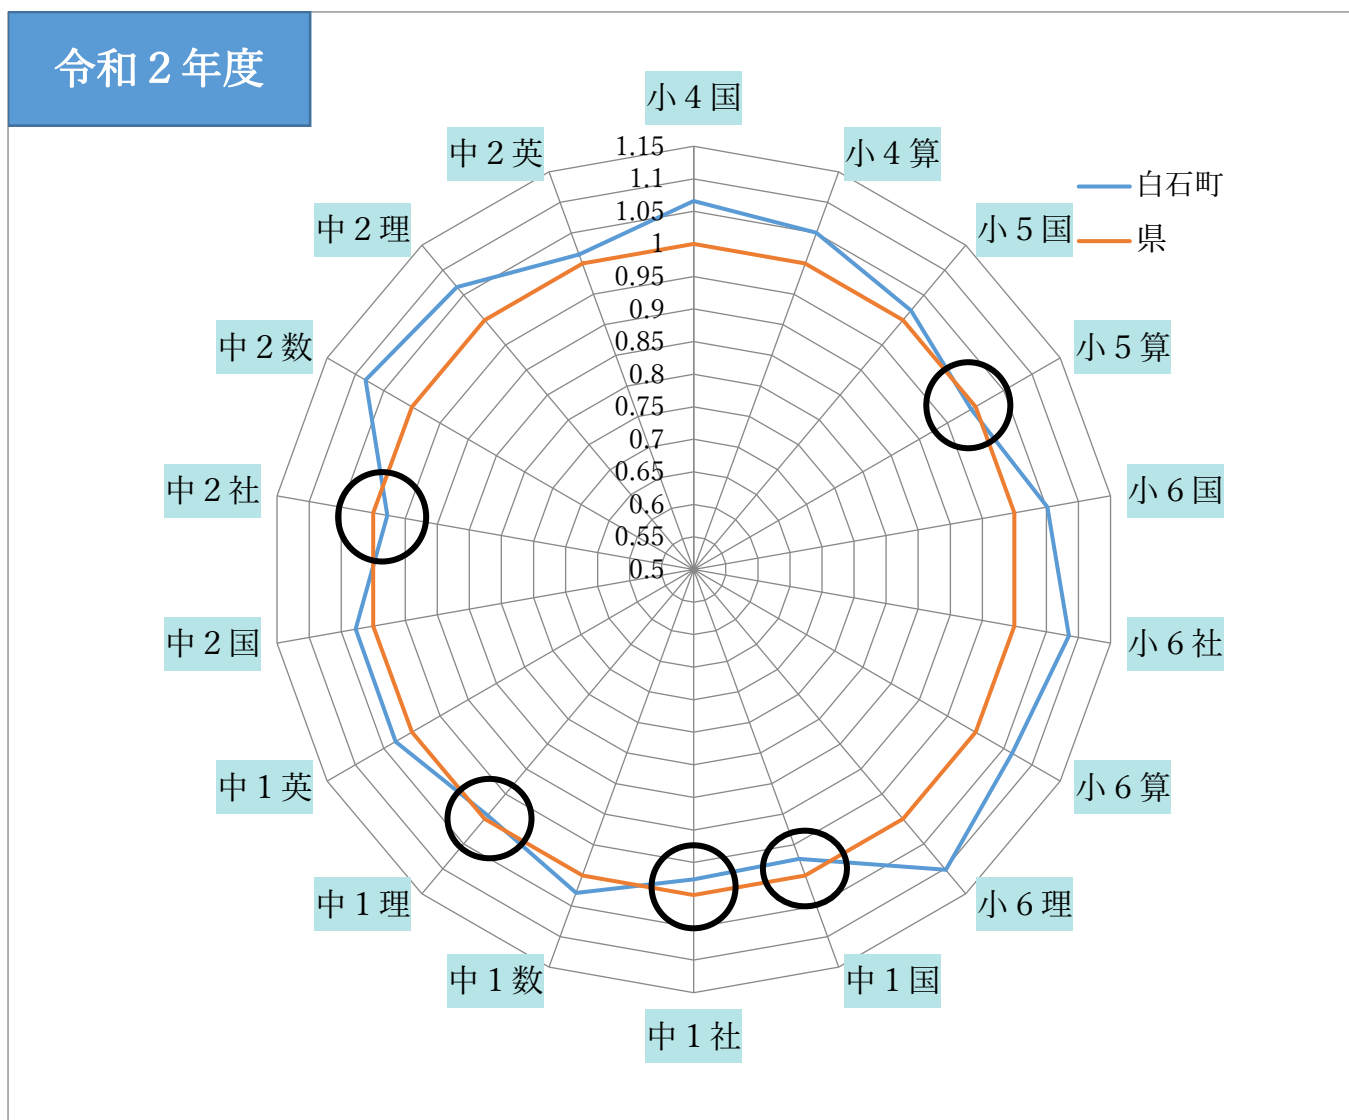 令和２年度
小４国
小４算
小５国
小５算
小６国
小６社
小６算
小６理
中１国
中１社
中１数
中１理
中１英
中２国
中２社
中２数
中２理
中２英
1.15
1.1
1.05
1
0.95
0.9
0.85
0.8
0.75
0.7
0.65
0.6
0.55
0.5
白石町
県